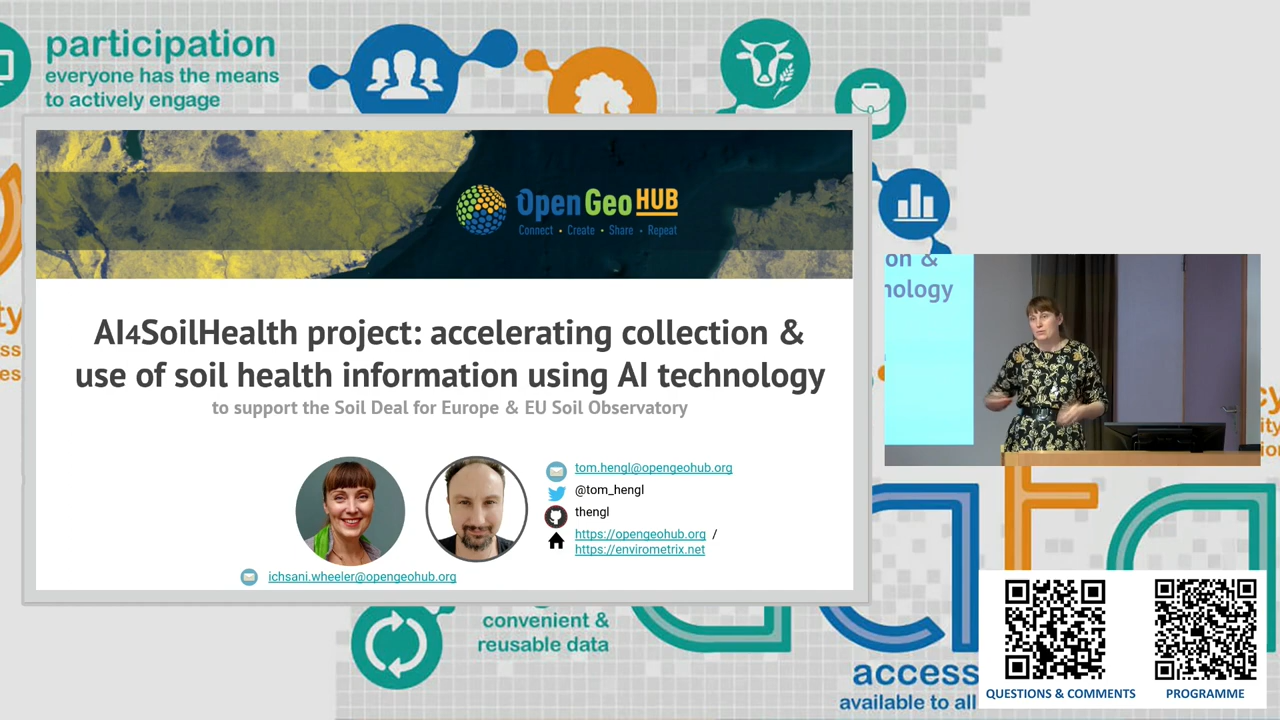 participation
everyone has the means
to actively engage
Open Geo HUB
Connect • Create • Share • Repeat
AI4SoilHealth project: accelerating collection &
use of soil health information using AI technology
to support the Soil Deal for Europe & EU Soil Observatory
tom.hengl@opengeohub.org
@tom_hengl
thengl
https://opengeohub.org /
https://envirometrix.net
ichsani.wheeler@opengeohub.org
on &
nology
convenient &
reusable data
access
available to all
QUESTIONS & COMMENTS
PROGRAMME